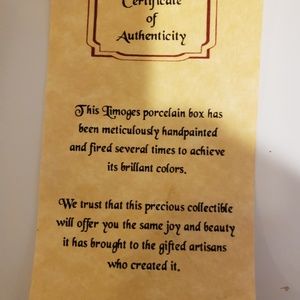 Certificate
of
Authenticity
This Limoges porcelain box has
been meticulously handpainted
and fired several times to achieve
its brillant colors.
We trust that this precious collectible
will offer you the same joy and beauty
it has brought to the gifted artisans
who created it.